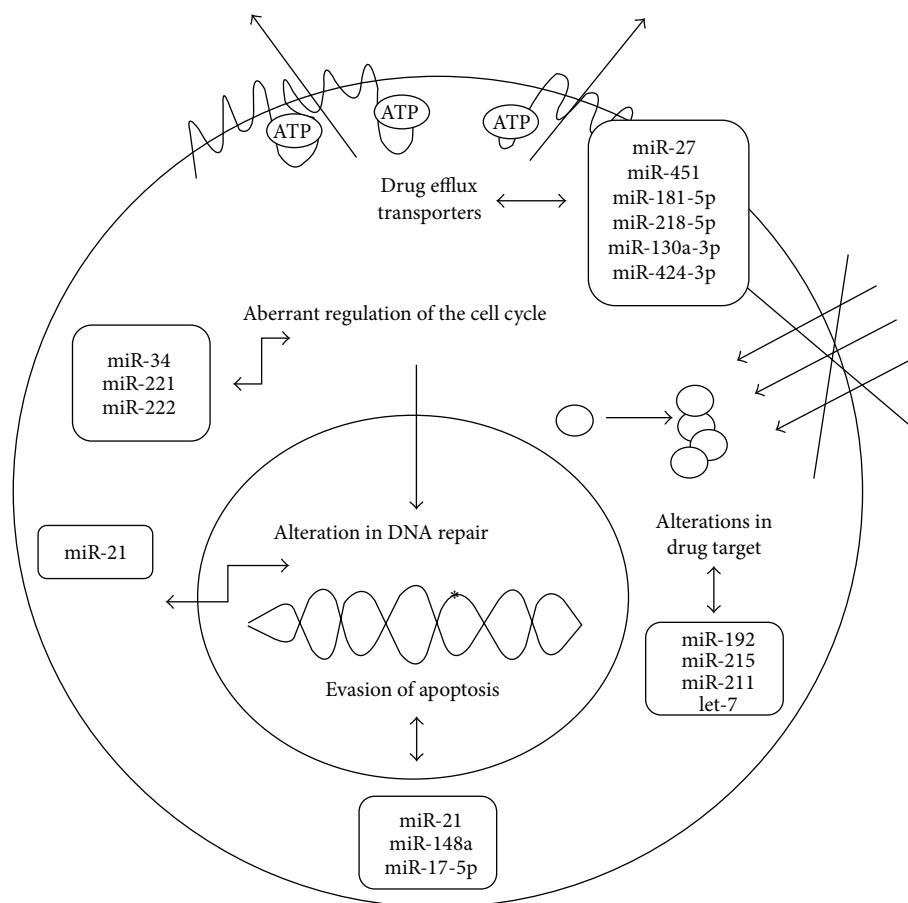 ATP
ATP
ATP
Drug efflux
transporters
miR-27
miR-451
miR-181-5p
miR-218-5p
miR-130a-3p
miR-424-3p
Aberrant regulation of the cell cycle
miR-34
miR-221
miR-222
Alteration in DNA repair
miR-21
*
Alterations in
drug target
miR-192
miR-215
miR-211
let-7
Evasion of apoptosis
miR-21
miR-148a
miR-17-5p